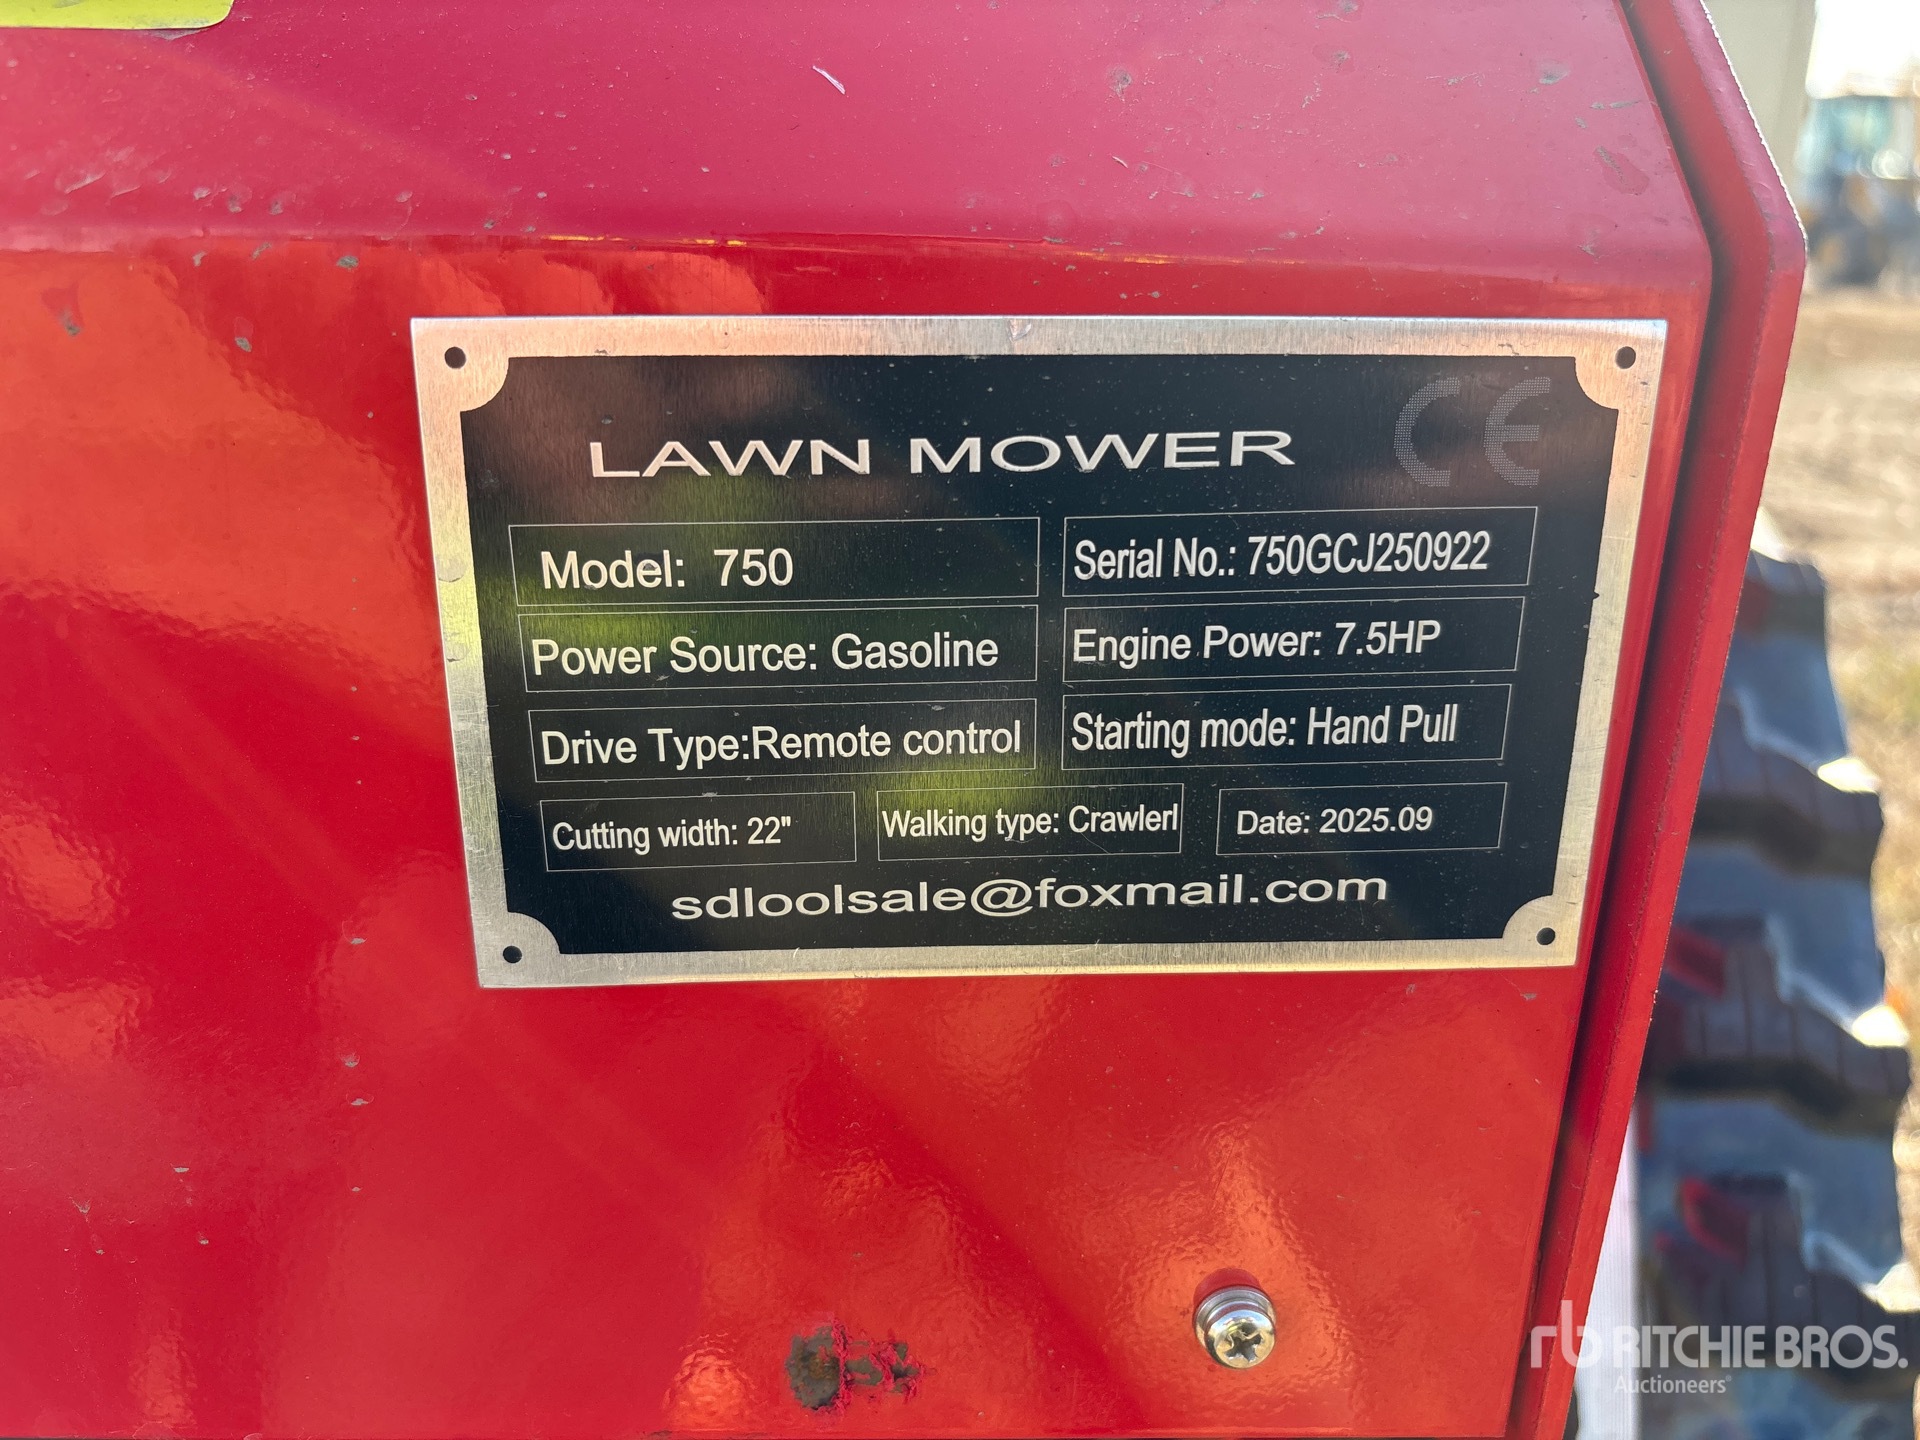 CE
LAWN MOWER
Model: 750
Serial No.: 750GCJ250922
Power Source: Gasoline
Engine Power: 7.5HP
Drive Type:Remote control
Starting mode: Hand Pull
Cutting width: 22"
Walking type: Crawlerl
Date: 2025.09
sdloolsale@foxmail.com
rb RITCHIE BROS.
Auctioneers